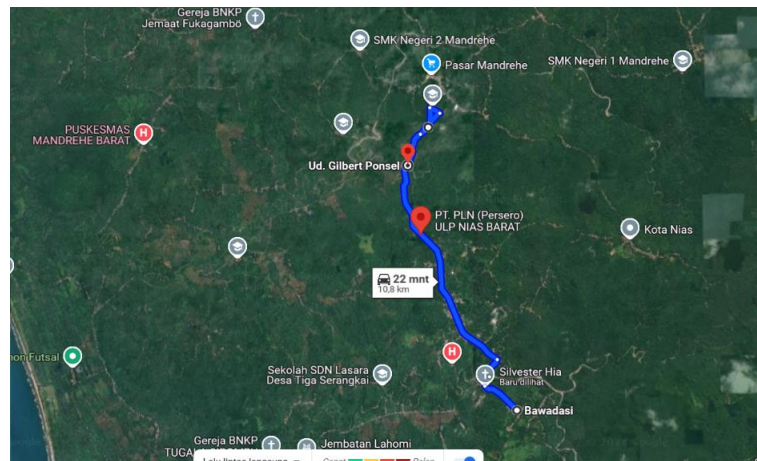 Gereja BNKP
Jemaat Fukagambö
SMK Negeri 2 Mandrehe
Pasar Mandrehe
SMK Negeri 1 Mandrehe
PUSKESMAS
MANDREHE BARAT
H
Ud. Gilbert Ponsel
PT. PLN (Persero)
ULP NIAS BARAT
Kota Nias
22 mnt
10,8 km
on Futsal
H
Sekolah SDN Lasara
Desa Tiga Serangkai
Silvester Hia
Baru dilihat
Bawadasi
Gereja BNKP
Jembatan Lahomi